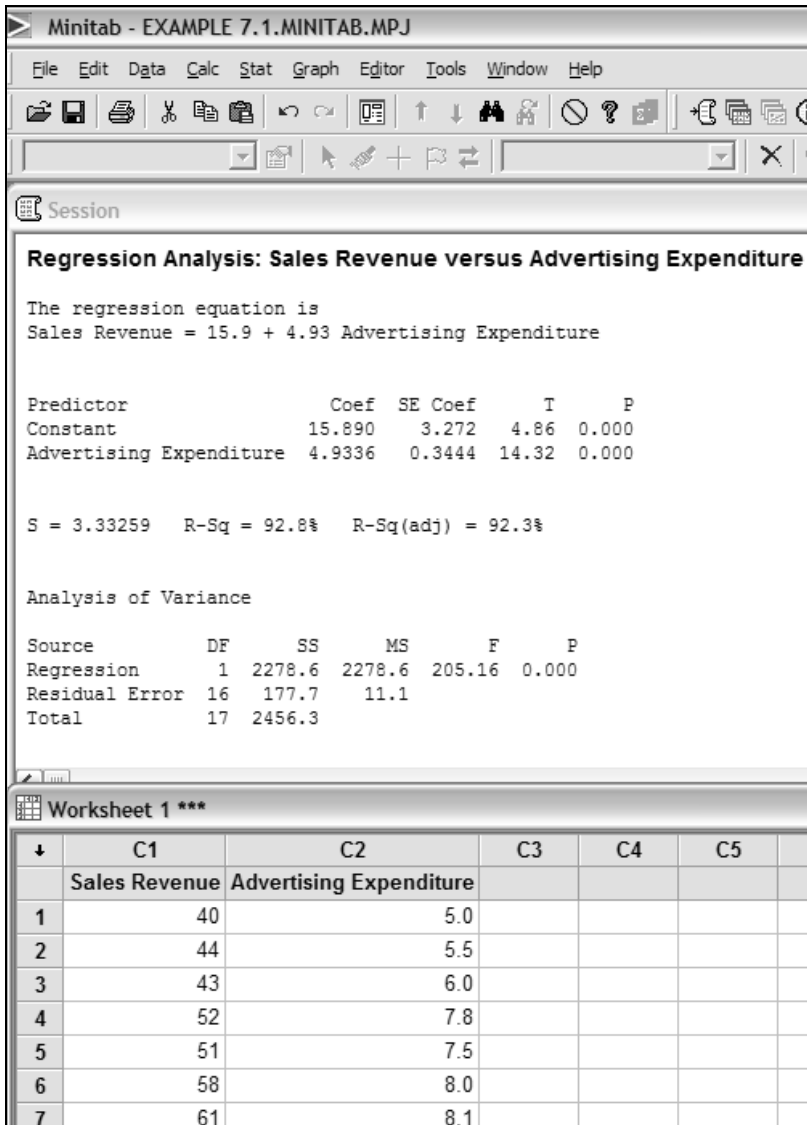 Minitab - EXAMPLE 7.1.MINITAB.MPJ
File Edit Data Calc Stat Graph Editor Tools Window Help
Session
Regression Analysis: Sales Revenue versus Advertising Expenditure
The regression equation is
Sales Revenue = 15.9 + 4.93 Advertising Expenditure
Predictor Coef SE Coef T P
Constant 15.890 3.272 4.86 0.000
Advertising Expenditure 4.9336 0.3444 14.32 0.000
S = 3.33259 R-Sq = 92.8% R-Sq(adj) = 92.3%
Analysis of Variance
Source DF SS MS F P
Regression 1 2278.6 2278.6 205.16 0.000
Residual Error 16 177.7 11.1
Total 17 2456.3
Worksheet 1 ***
C1 C2 C3 C4 C5
Sales Revenue Advertising Expenditure
1 40 5.0
2 44 5.5
3 43 6.0
4 52 7.8
5 51 7.5
6 58 8.0
7 61 8.1